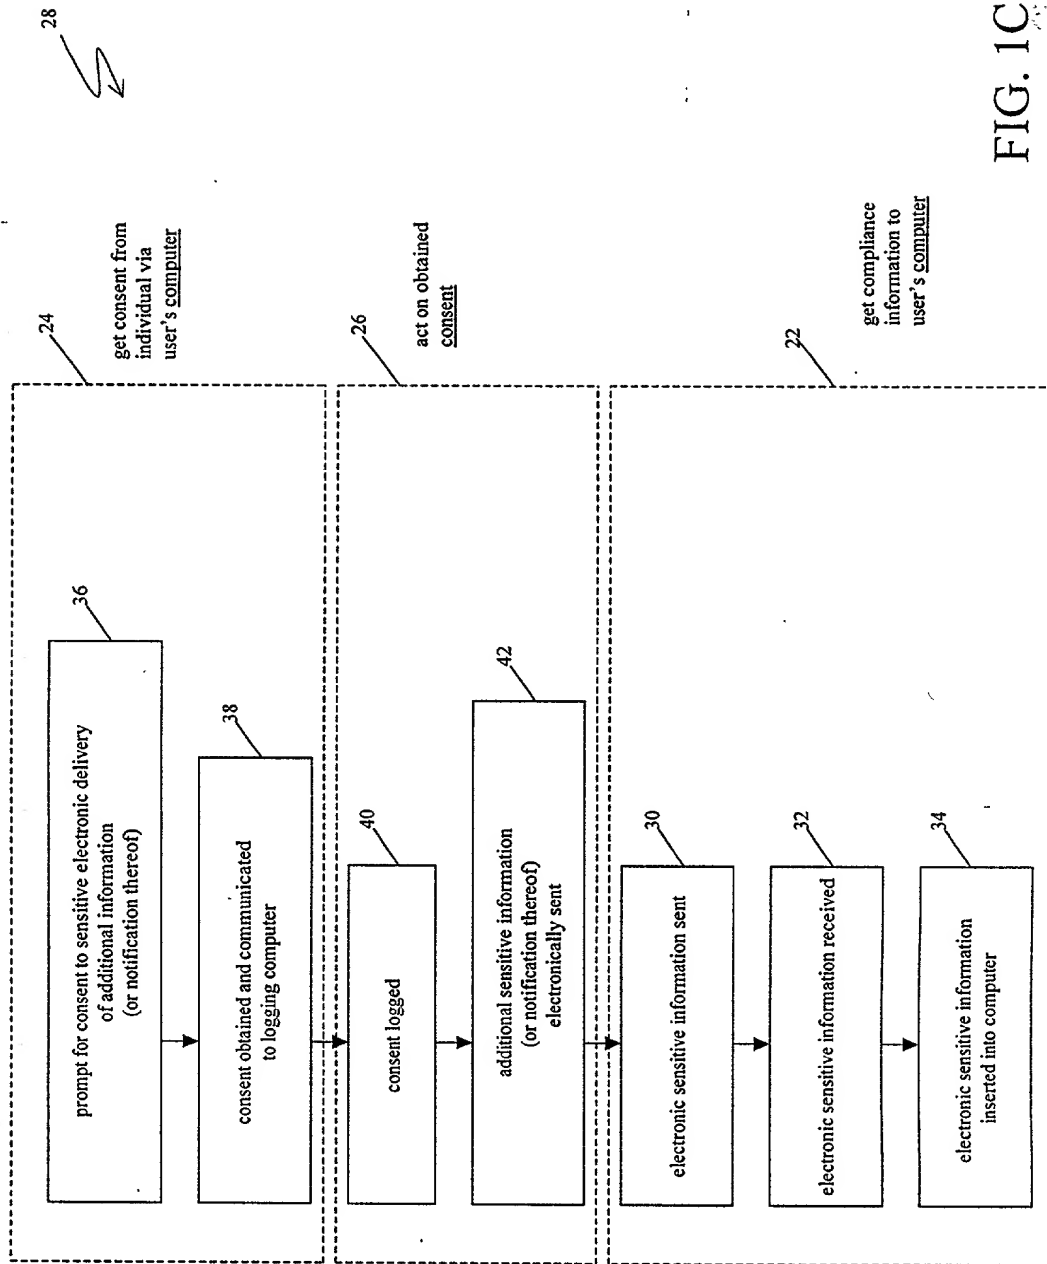 28
24
get consent from
individual via
user's computer
36
prompt for consent to sensitive electronic delivery
of additional information
(or notification thereof)
38
consent obtained and communicated
to logging computer
26
act on obtained
consent
40
consent logged
42
additional sensitive information
(or notification thereof)
electronically sent
22
get compliance
information to
user's computer
30
electronic sensitive information sent
32
electronic sensitive information received
34
electronic sensitive information
inserted into computer
FIG. 1C